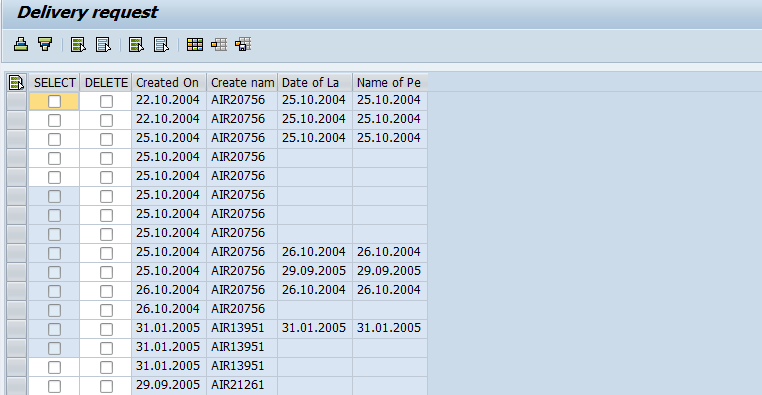 Delivery request
SELECT DELETE Created On Create nam Date of La Name of Pe
22.10.2004 AIR20756 25.10.2004 25.10.2004
22.10.2004 AIR20756 25.10.2004 25.10.2004
25.10.2004 AIR20756 25.10.2004 25.10.2004
25.10.2004 AIR20756
25.10.2004 AIR20756
25.10.2004 AIR20756
25.10.2004 AIR20756
25.10.2004 AIR20756
25.10.2004 AIR20756 26.10.2004 26.10.2004
25.10.2004 AIR20756 29.09.2005 29.09.2005
26.10.2004 AIR20756 26.10.2004 26.10.2004
26.10.2004 AIR20756
31.01.2005 AIR13951 31.01.2005 31.01.2005
31.01.2005 AIR13951
31.01.2005 AIR13951
29.09.2005 AIR21261